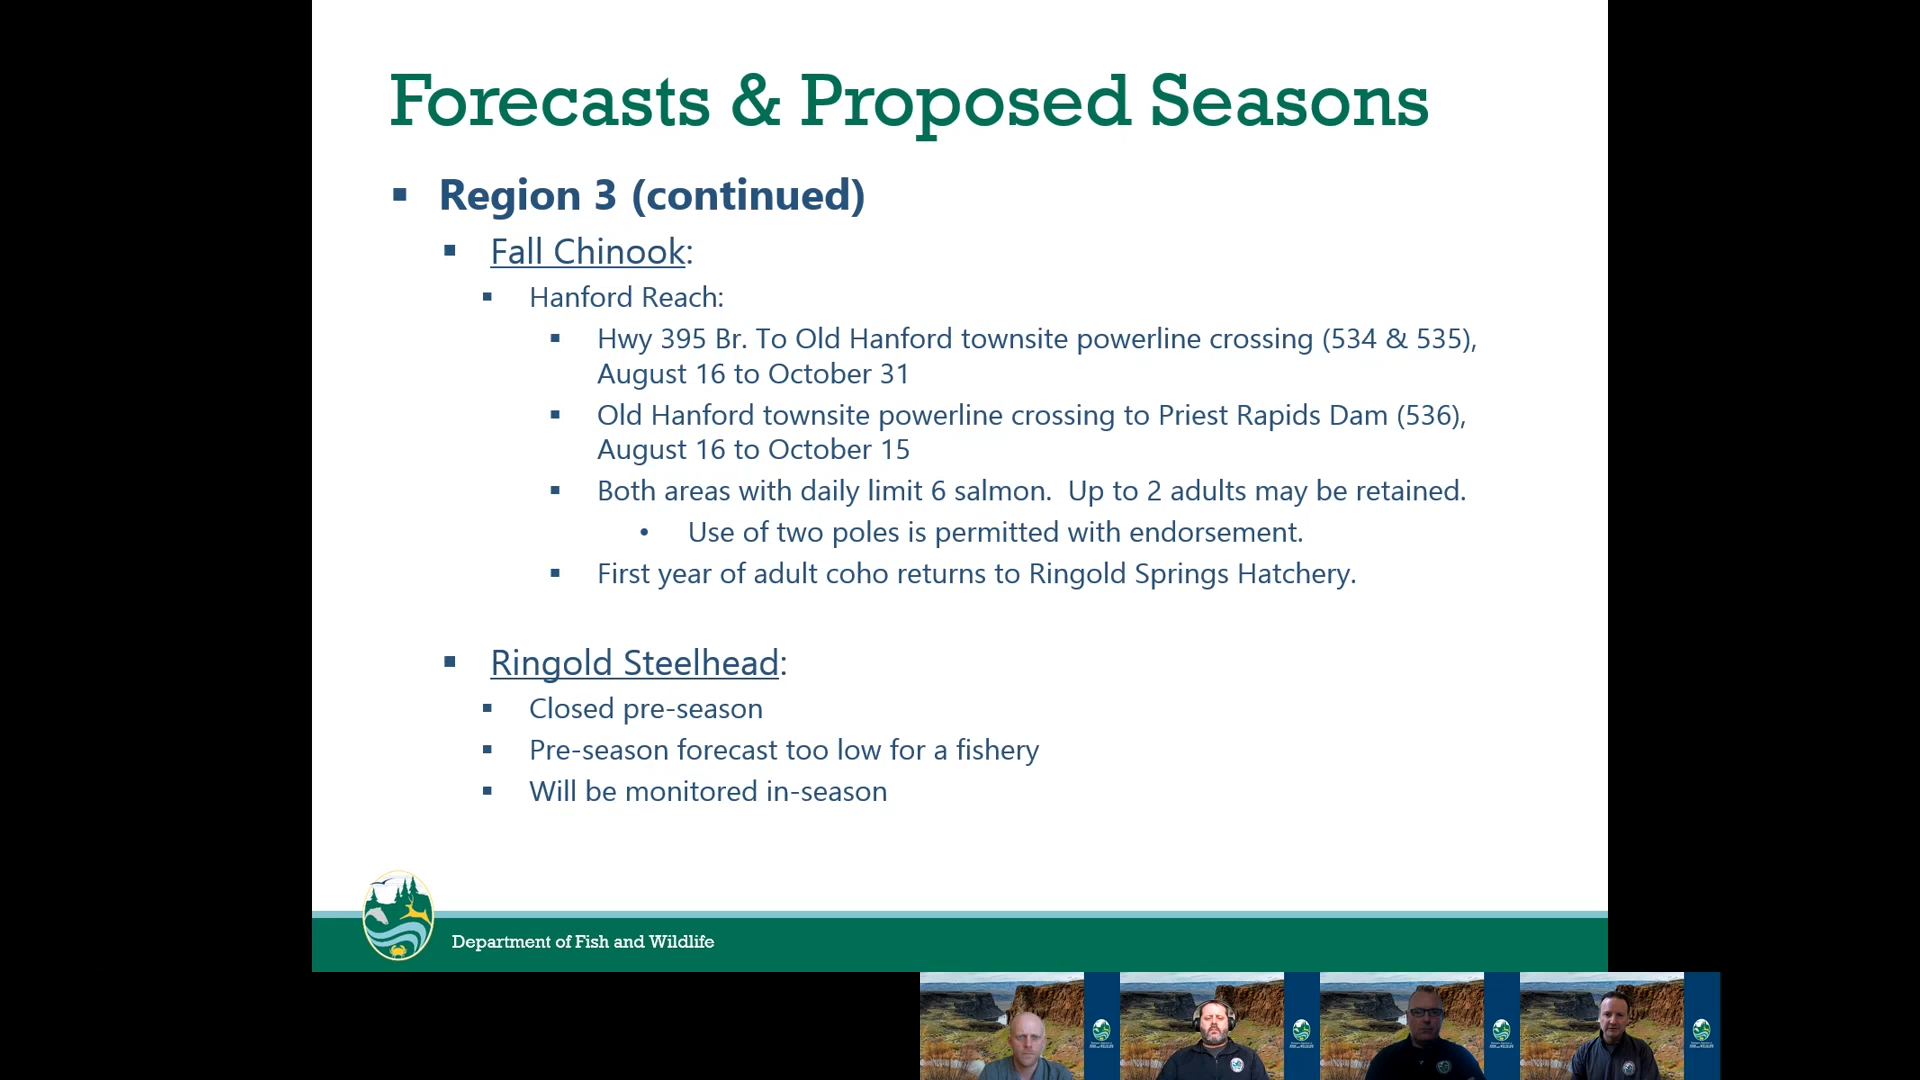 Forecasts & Proposed Seasons
▪ Region 3 (continued)
▪ Fall Chinook:
▪ Hanford Reach:
▪ Hwy 395 Br. To Old Hanford townsite powerline crossing (534 & 535),
August 16 to October 31
▪ Old Hanford townsite powerline crossing to Priest Rapids Dam (536),
August 16 to October 15
▪ Both areas with daily limit 6 salmon.  Up to 2 adults may be retained.
• Use of two poles is permitted with endorsement.
▪ First year of adult coho returns to Ringold Springs Hatchery.
▪ Ringold Steelhead:
▪ Closed pre-season
▪ Pre-season forecast too low for a fishery
▪ Will be monitored in-season
Department of Fish and Wildlife